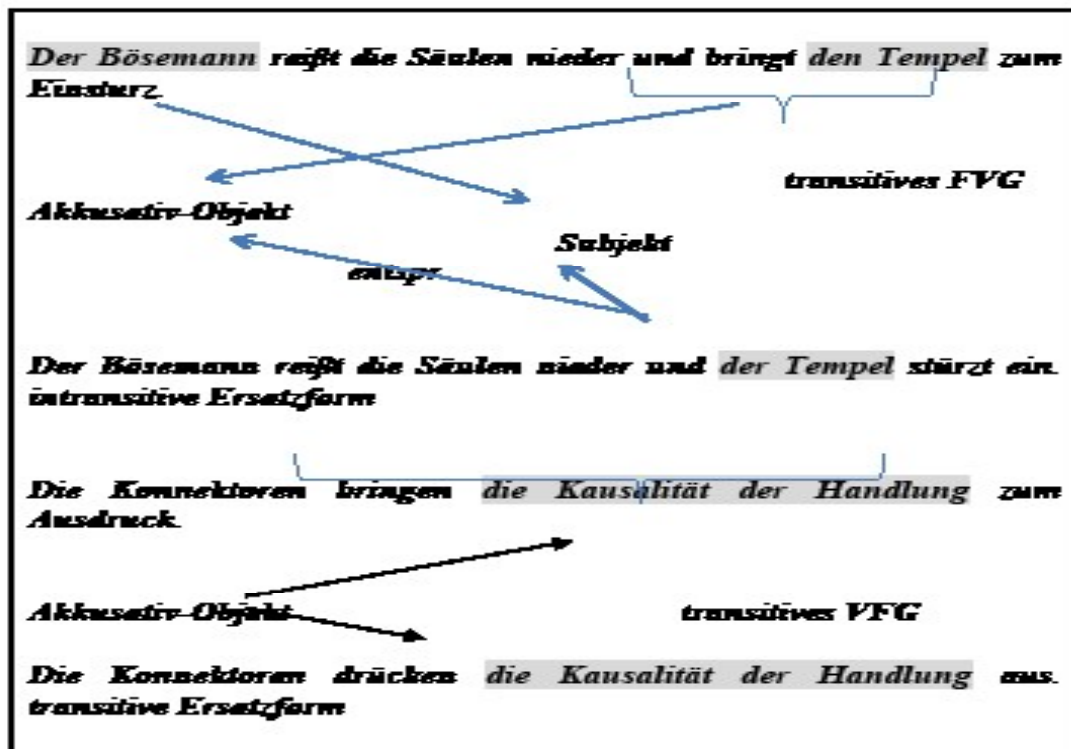 Der Bösemann reißt die Säulen nieder und bringt den Tempel zum
Einsturz.
transitives FVG
Akkusativ-Objekt
Subjekt
entspr.
Der Bösemann reißt die Säulen nieder und der Tempel stürzt ein.
intransitive Ersatzform
Die Konnektoren bringen die Kausalität der Handlung zum
Ausdruck.
Akkusativ-Objekt transitives VFG
Die Konnektoren drücken die Kausalität der Handlung aus.
transitive Ersatzform